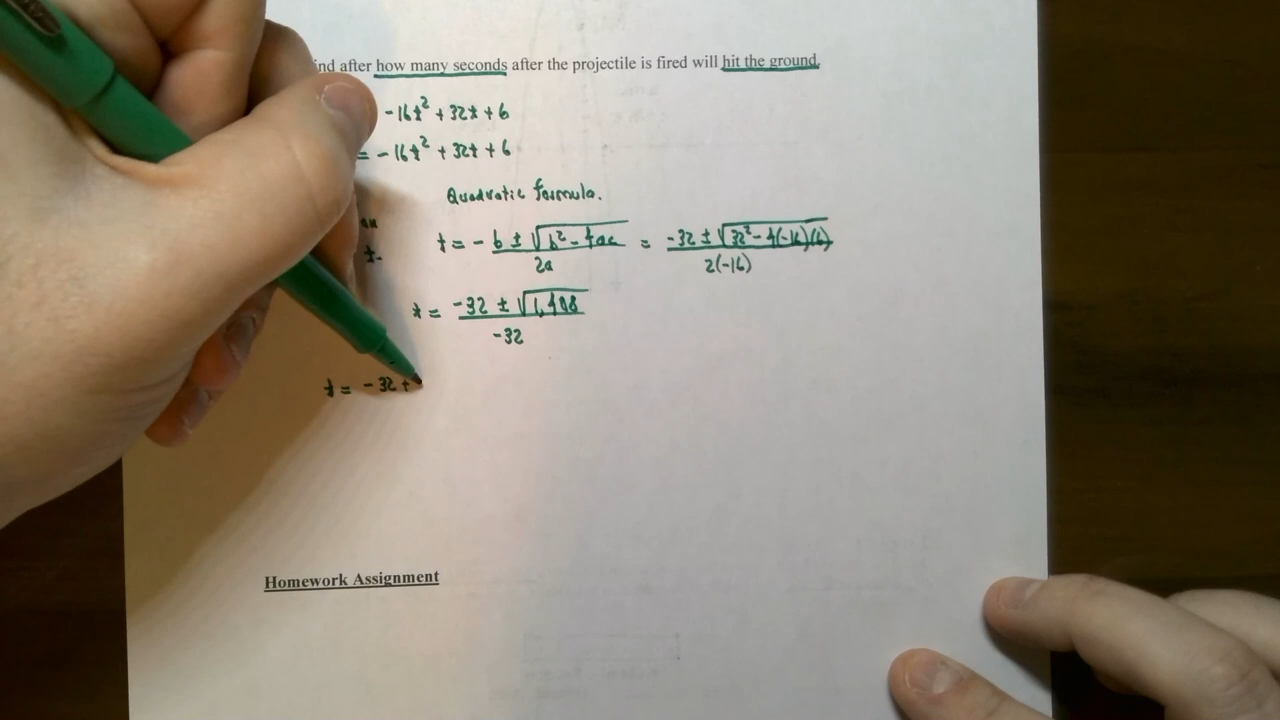 ind after how many seconds after the projectile is fired will hit the ground.
-16t² + 32t + 6
= -16t² + 32t + 6
Quadratic formula.
t = -b ± √b² - 4ac / 2a = -32 ± √32² - 4(-16)(6) / 2(-16)
t = -32 ± √1,408 / -32
t = -32 +
Homework Assignment